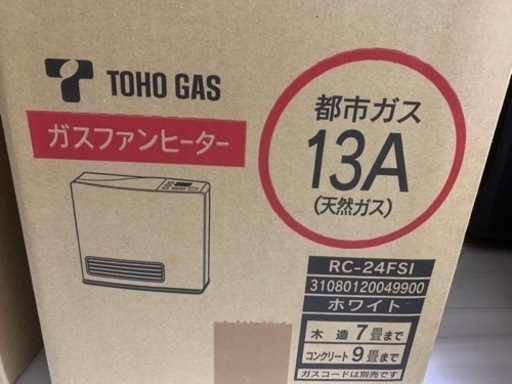 TOHO GAS
ガスファンヒーター
都市ガス
13A
(天然ガス)
RC-24FSI
31080120049900
ホワイト
木造7畳まで
コンクリート9畳まで
ガスコードは別売です